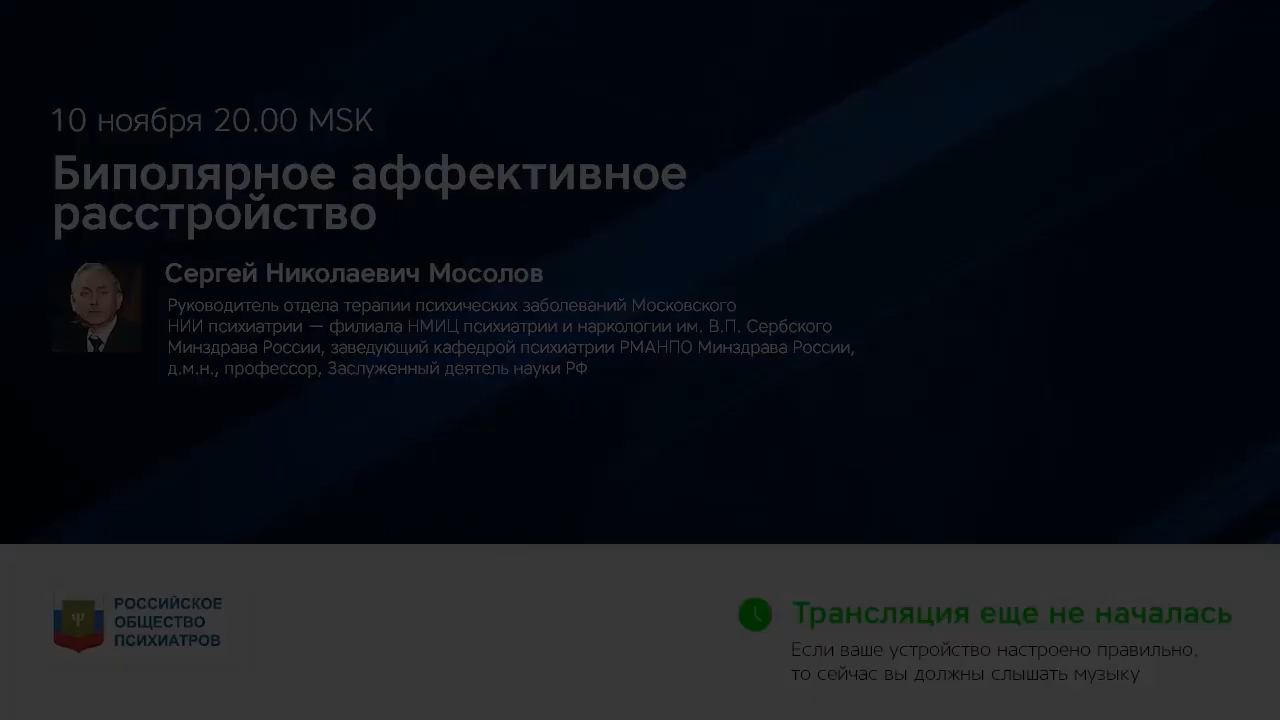 10 ноября 20.00 MSK
Биполярное аффективное
расстройство
Сергей Николаевич Мосолов
Руководитель отдела терапии психических заболеваний Московского
НИИ психиатрии — филиала НМИЦ психиатрии и наркологии им. В.П. Сербского
Минздрава России, заведующий кафедрой психиатрии РМАНПО Минздрава России,
д.м.н., профессор, Заслуженный деятель науки РФ
Ψ
РОССИЙСКОЕ
ОБЩЕСТВО
ПСИХИАТРОВ
Трансляция еще не началась
Если ваше устройство настроено правильно,
то сейчас вы должны слышать музыку